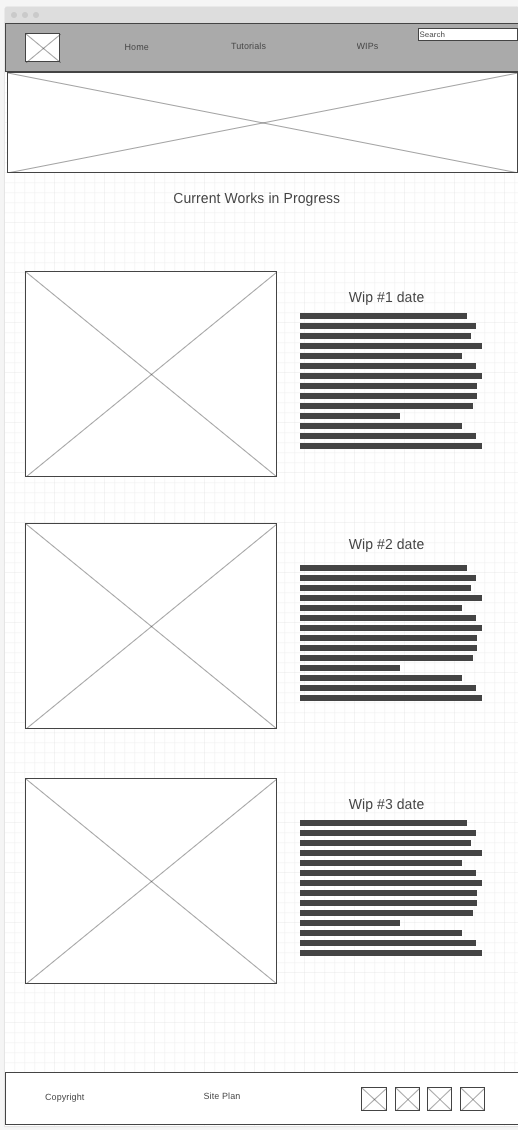 Home
Tutorials
WIPs
Search
Current Works in Progress
Wip #1 date
Wip #2 date
Wip #3 date
Copyright
Site Plan